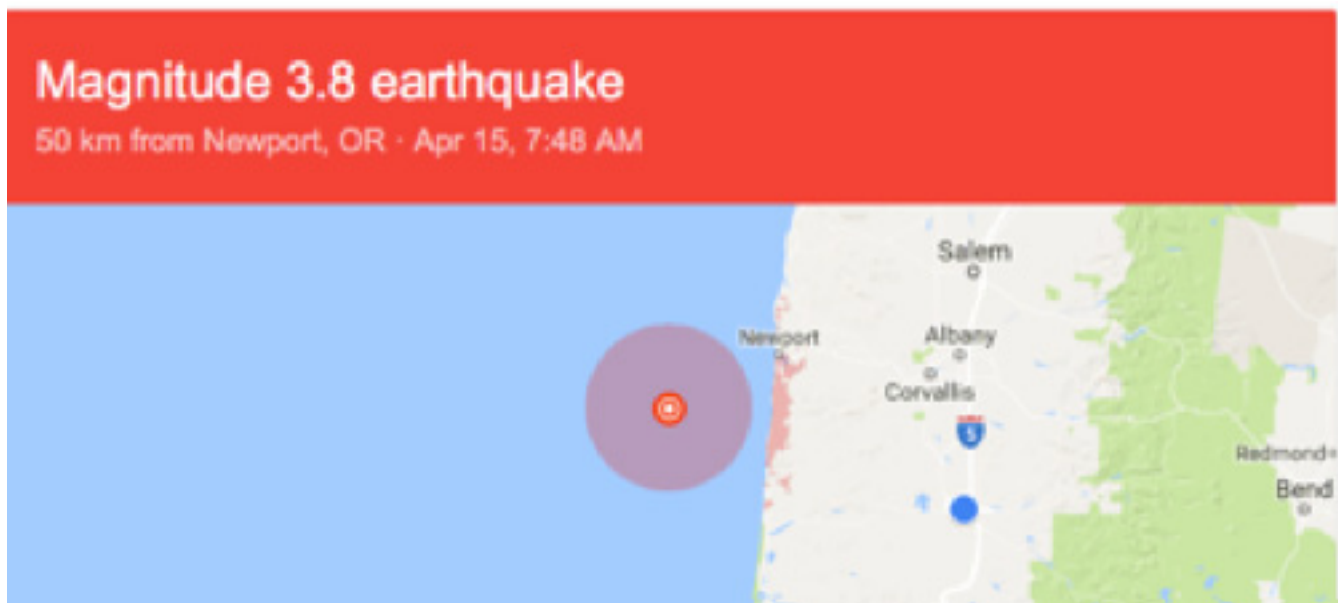 Magnitude 3.8 earthquake
50 km from Newport, OR · Apr 15, 7:48 AM
Salem
Newport
Albany
Corvallis
5
Redmond
Bend